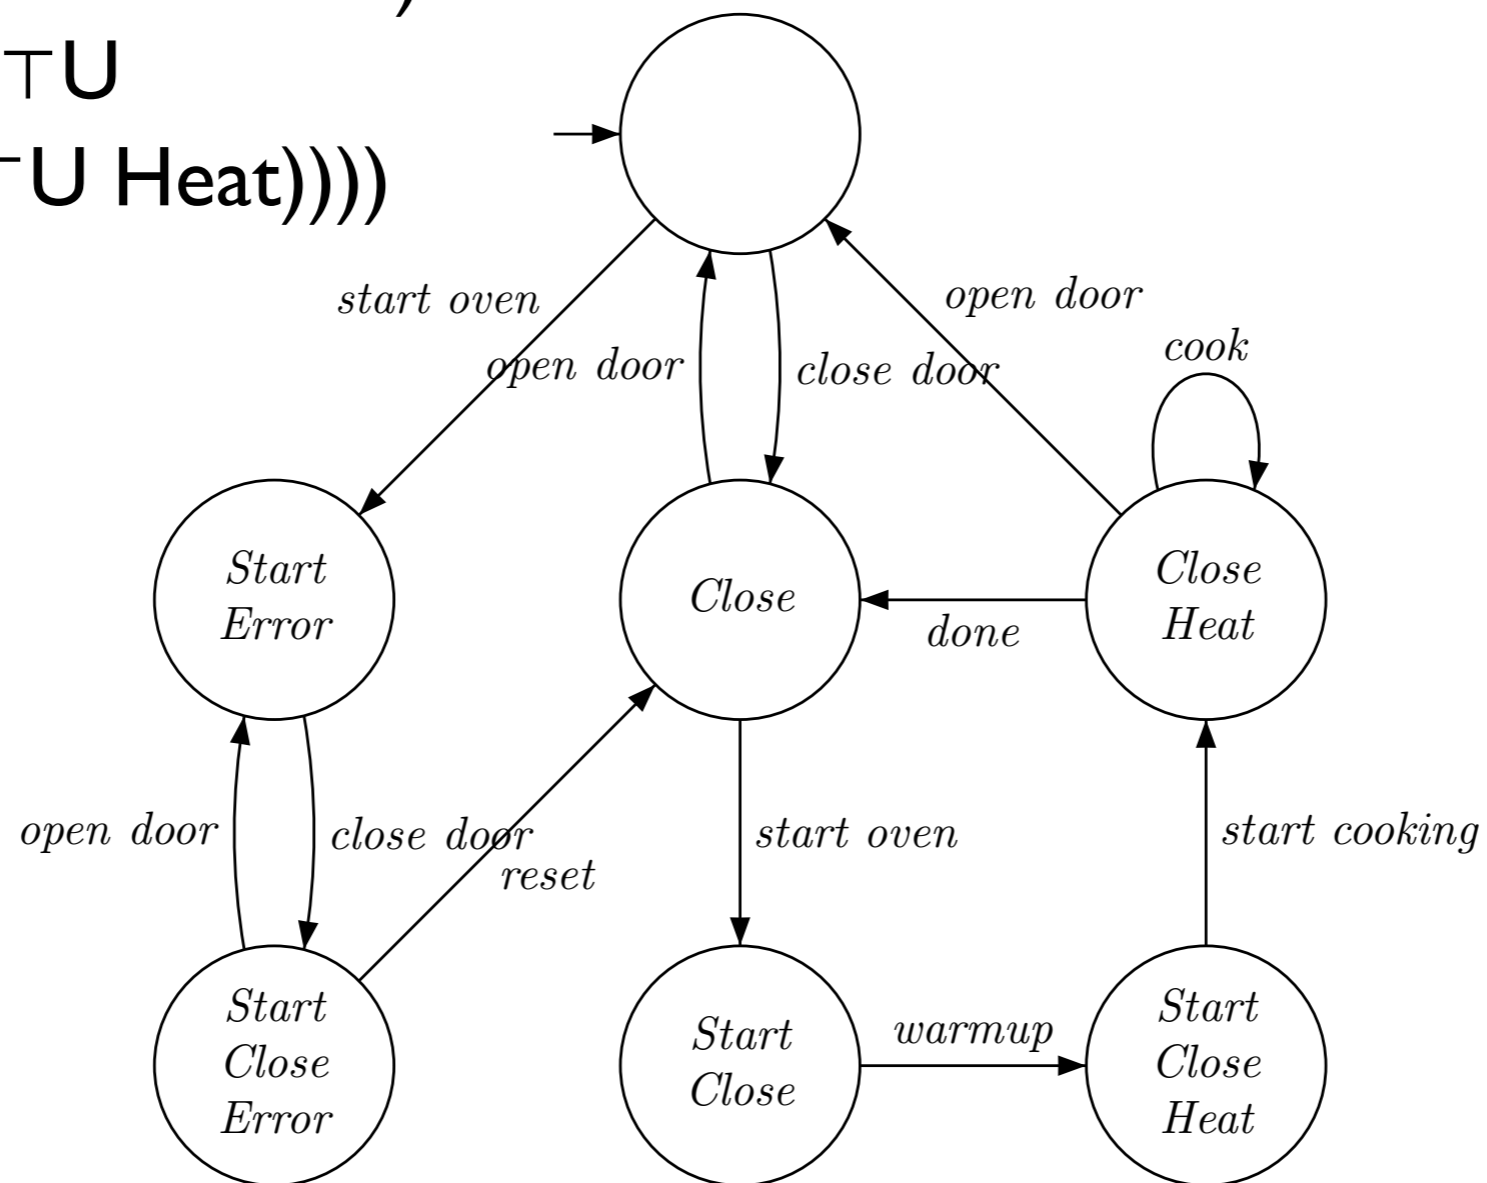 )
⊤U
U Heat))))
start oven
open door
open door
close door
cook
Start
Error
Close
Close
Heat
done
open door
close door
reset
start oven
start cooking
Start
Close
Error
Start
Close
warmup
Start
Close
Heat